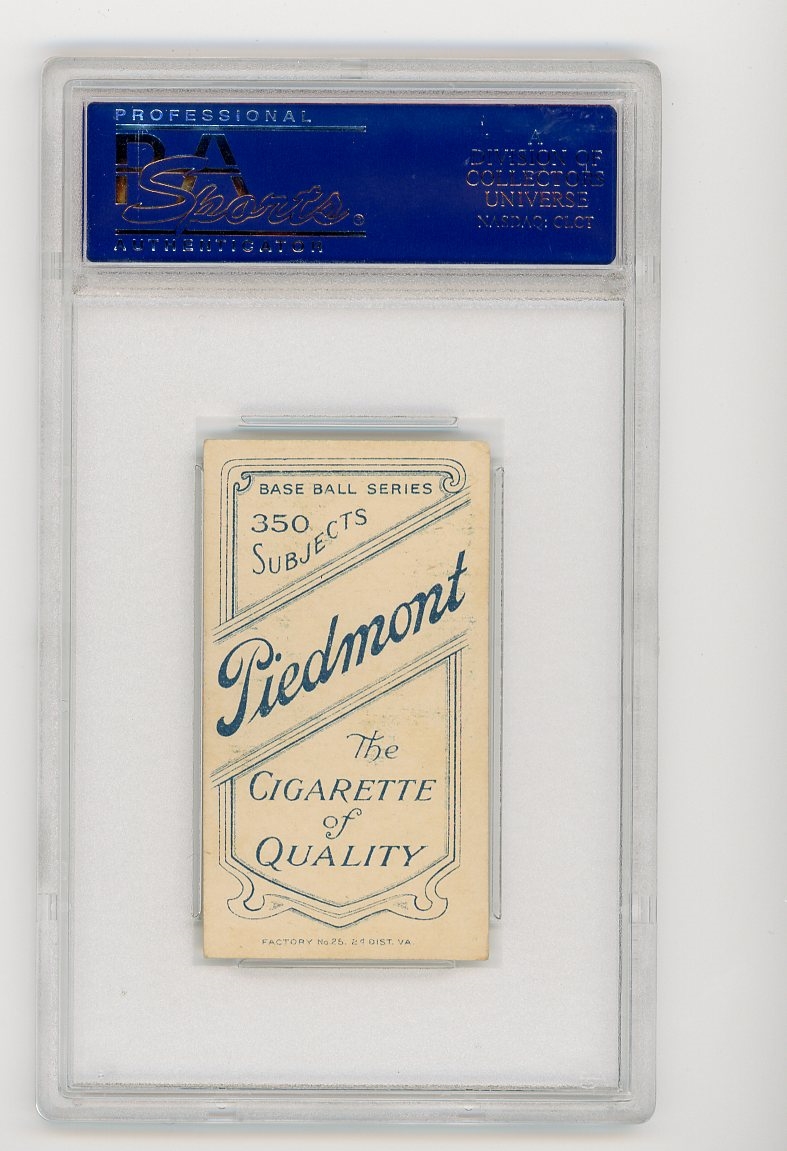 PROFESSIONAL
PSA
Sports
AUTHENTICATOR
A
DIVISION OF
COLLECTORS
UNIVERSE
NASDAQ: CLCT
BASE BALL SERIES
350
SUBJECTS
Piedmont
The
CIGARETTE
of
QUALITY
FACTORY No 25, 2d DIST. VA.